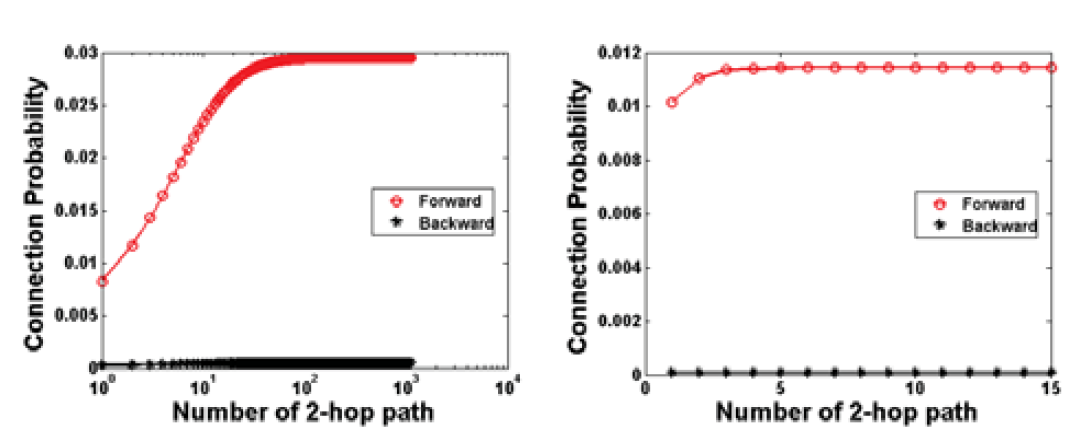 0.03
0.025
0.02
0.015
0.01
0.005
0
10^0
10^1
10^2
10^3
10^4
Connection Probability
Number of 2-hop path
Forward
Backward
0.012
0.01
0.008
0.006
0.004
0.002
0
0
5
10
15
Connection Probability
Number of 2-hop path
Forward
Backward